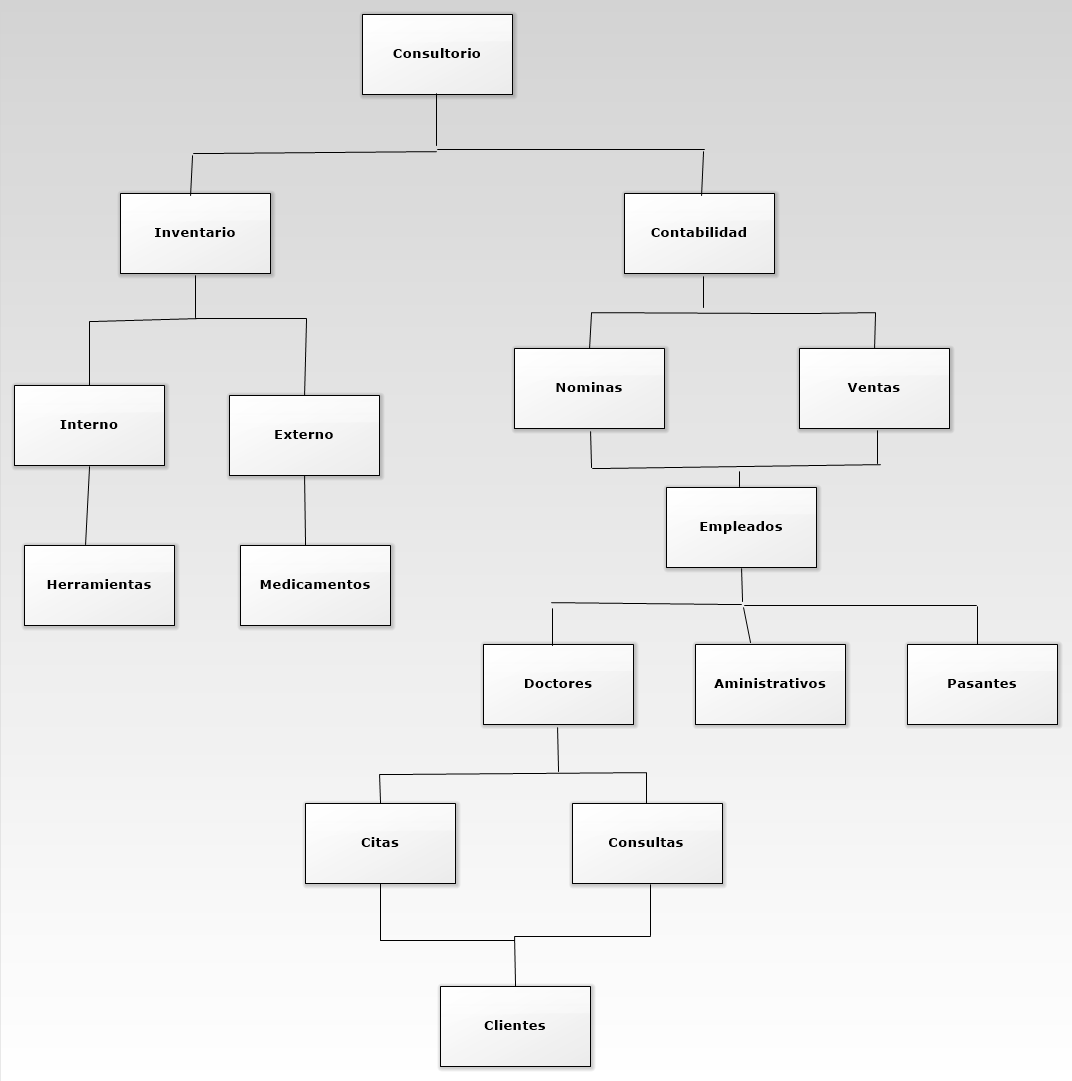 Consultorio
Inventario
Contabilidad
Nominas
Ventas
Interno
Externo
Empleados
Herramientas
Medicamentos
Doctores
Aministrativos
Pasantes
Citas
Consultas
Clientes